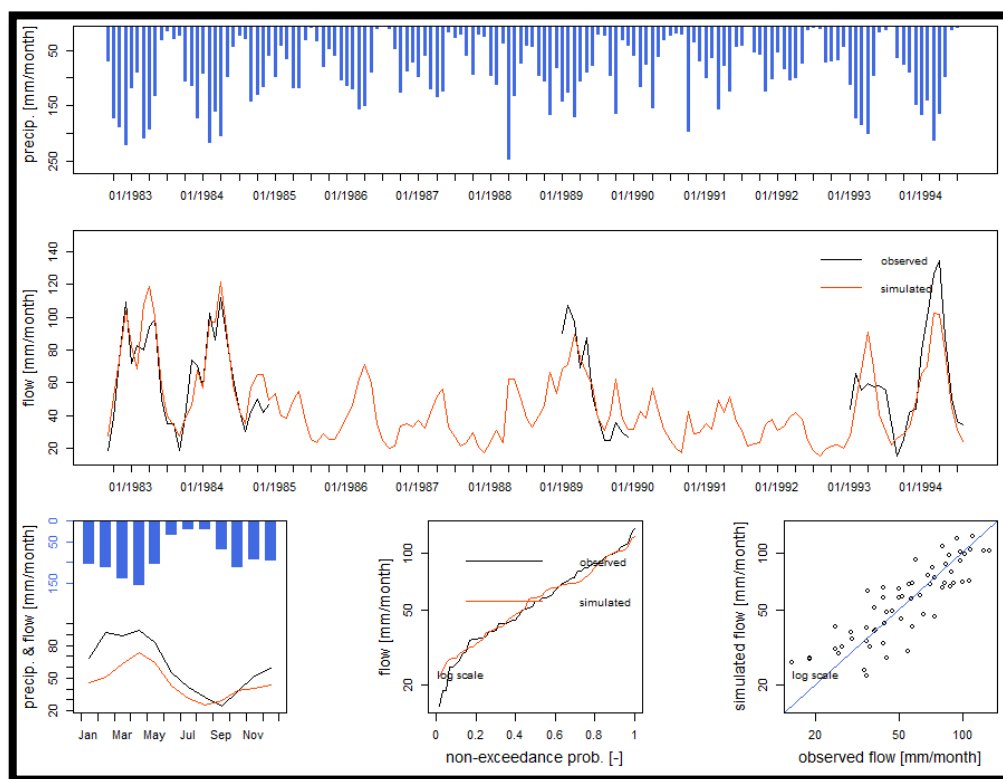 precip. [mm/month]
50
150
250
01/1983 01/1984 01/1985 01/1986 01/1987 01/1988 01/1989 01/1990 01/1991 01/1992 01/1993 01/1994
flow [mm/month]
140
120
100
80
60
40
20
observed
simulated
01/1983 01/1984 01/1985 01/1986 01/1987 01/1988 01/1989 01/1990 01/1991 01/1992 01/1993 01/1994
precip. & flow [mm/month]
0
50
150
80
50
20
Jan Mar May Jul Sep Nov
flow [mm/month]
100
50
20
observed
simulated
log scale
0 0.2 0.4 0.6 0.8 1
non-exceedance prob. [-]
simulated flow [mm/month]
100
50
20
log scale
20 50 100
observed flow [mm/month]